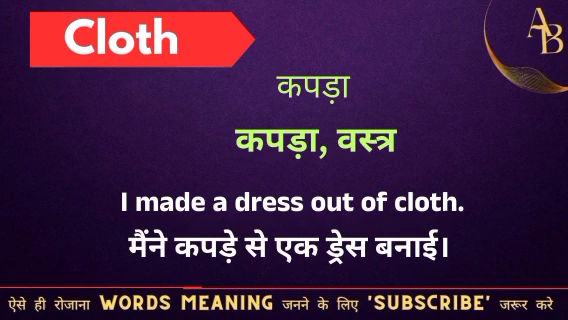 Cloth
AB
कपड़ा
कपड़ा, वस्त्र
I made a dress out of cloth.
मैंने कपड़े से एक ड्रेस बनाई।
ऐसे ही रोजाना WORDS MEANING जनने के लिए 'SUBSCRIBE' जरूर करे